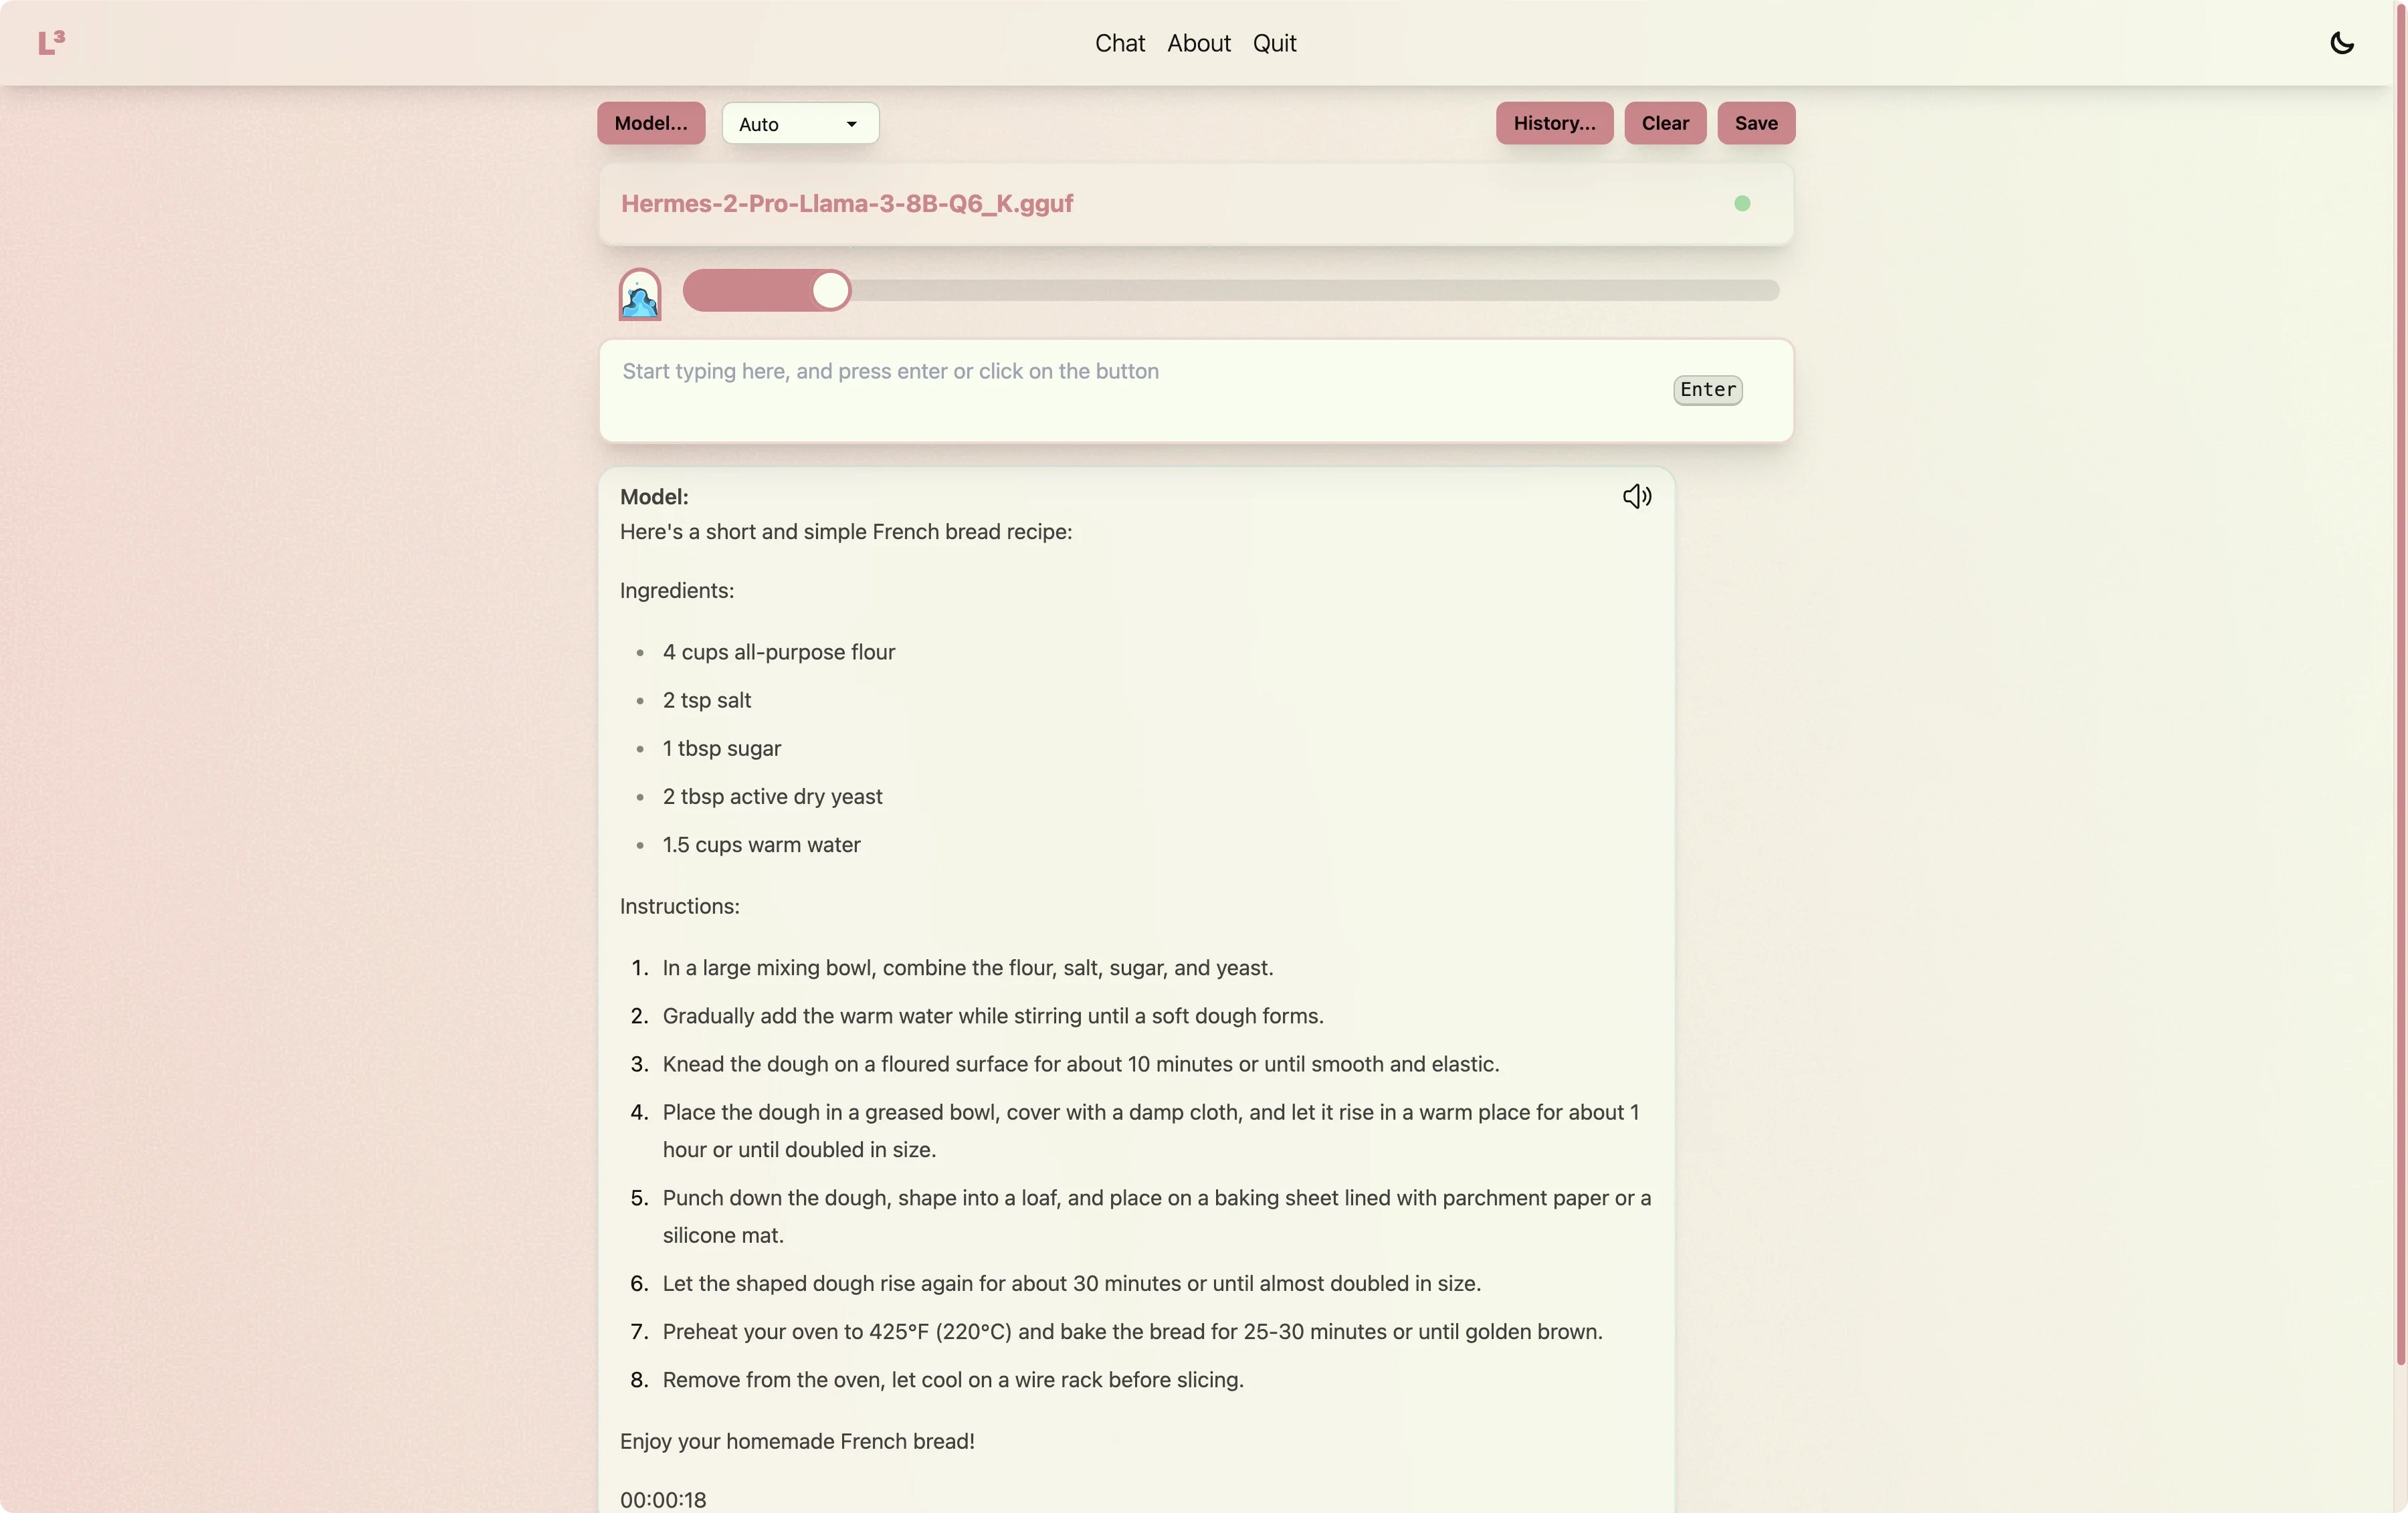 L³
Chat About Quit
Model... Auto History... Clear Save
Hermes-2-Pro-Llama-3-8B-Q6_K.gguf
Start typing here, and press enter or click on the button
Enter
Model:
Here's a short and simple French bread recipe:
Ingredients:
• 4 cups all-purpose flour
• 2 tsp salt
• 1 tbsp sugar
• 2 tbsp active dry yeast
• 1.5 cups warm water
Instructions:
1. In a large mixing bowl, combine the flour, salt, sugar, and yeast.
2. Gradually add the warm water while stirring until a soft dough forms.
3. Knead the dough on a floured surface for about 10 minutes or until smooth and elastic.
4. Place the dough in a greased bowl, cover with a damp cloth, and let it rise in a warm place for about 1
hour or until doubled in size.
5. Punch down the dough, shape into a loaf, and place on a baking sheet lined with parchment paper or a
silicone mat.
6. Let the shaped dough rise again for about 30 minutes or until almost doubled in size.
7. Preheat your oven to 425°F (220°C) and bake the bread for 25-30 minutes or until golden brown.
8. Remove from the oven, let cool on a wire rack before slicing.
Enjoy your homemade French bread!
00:00:18